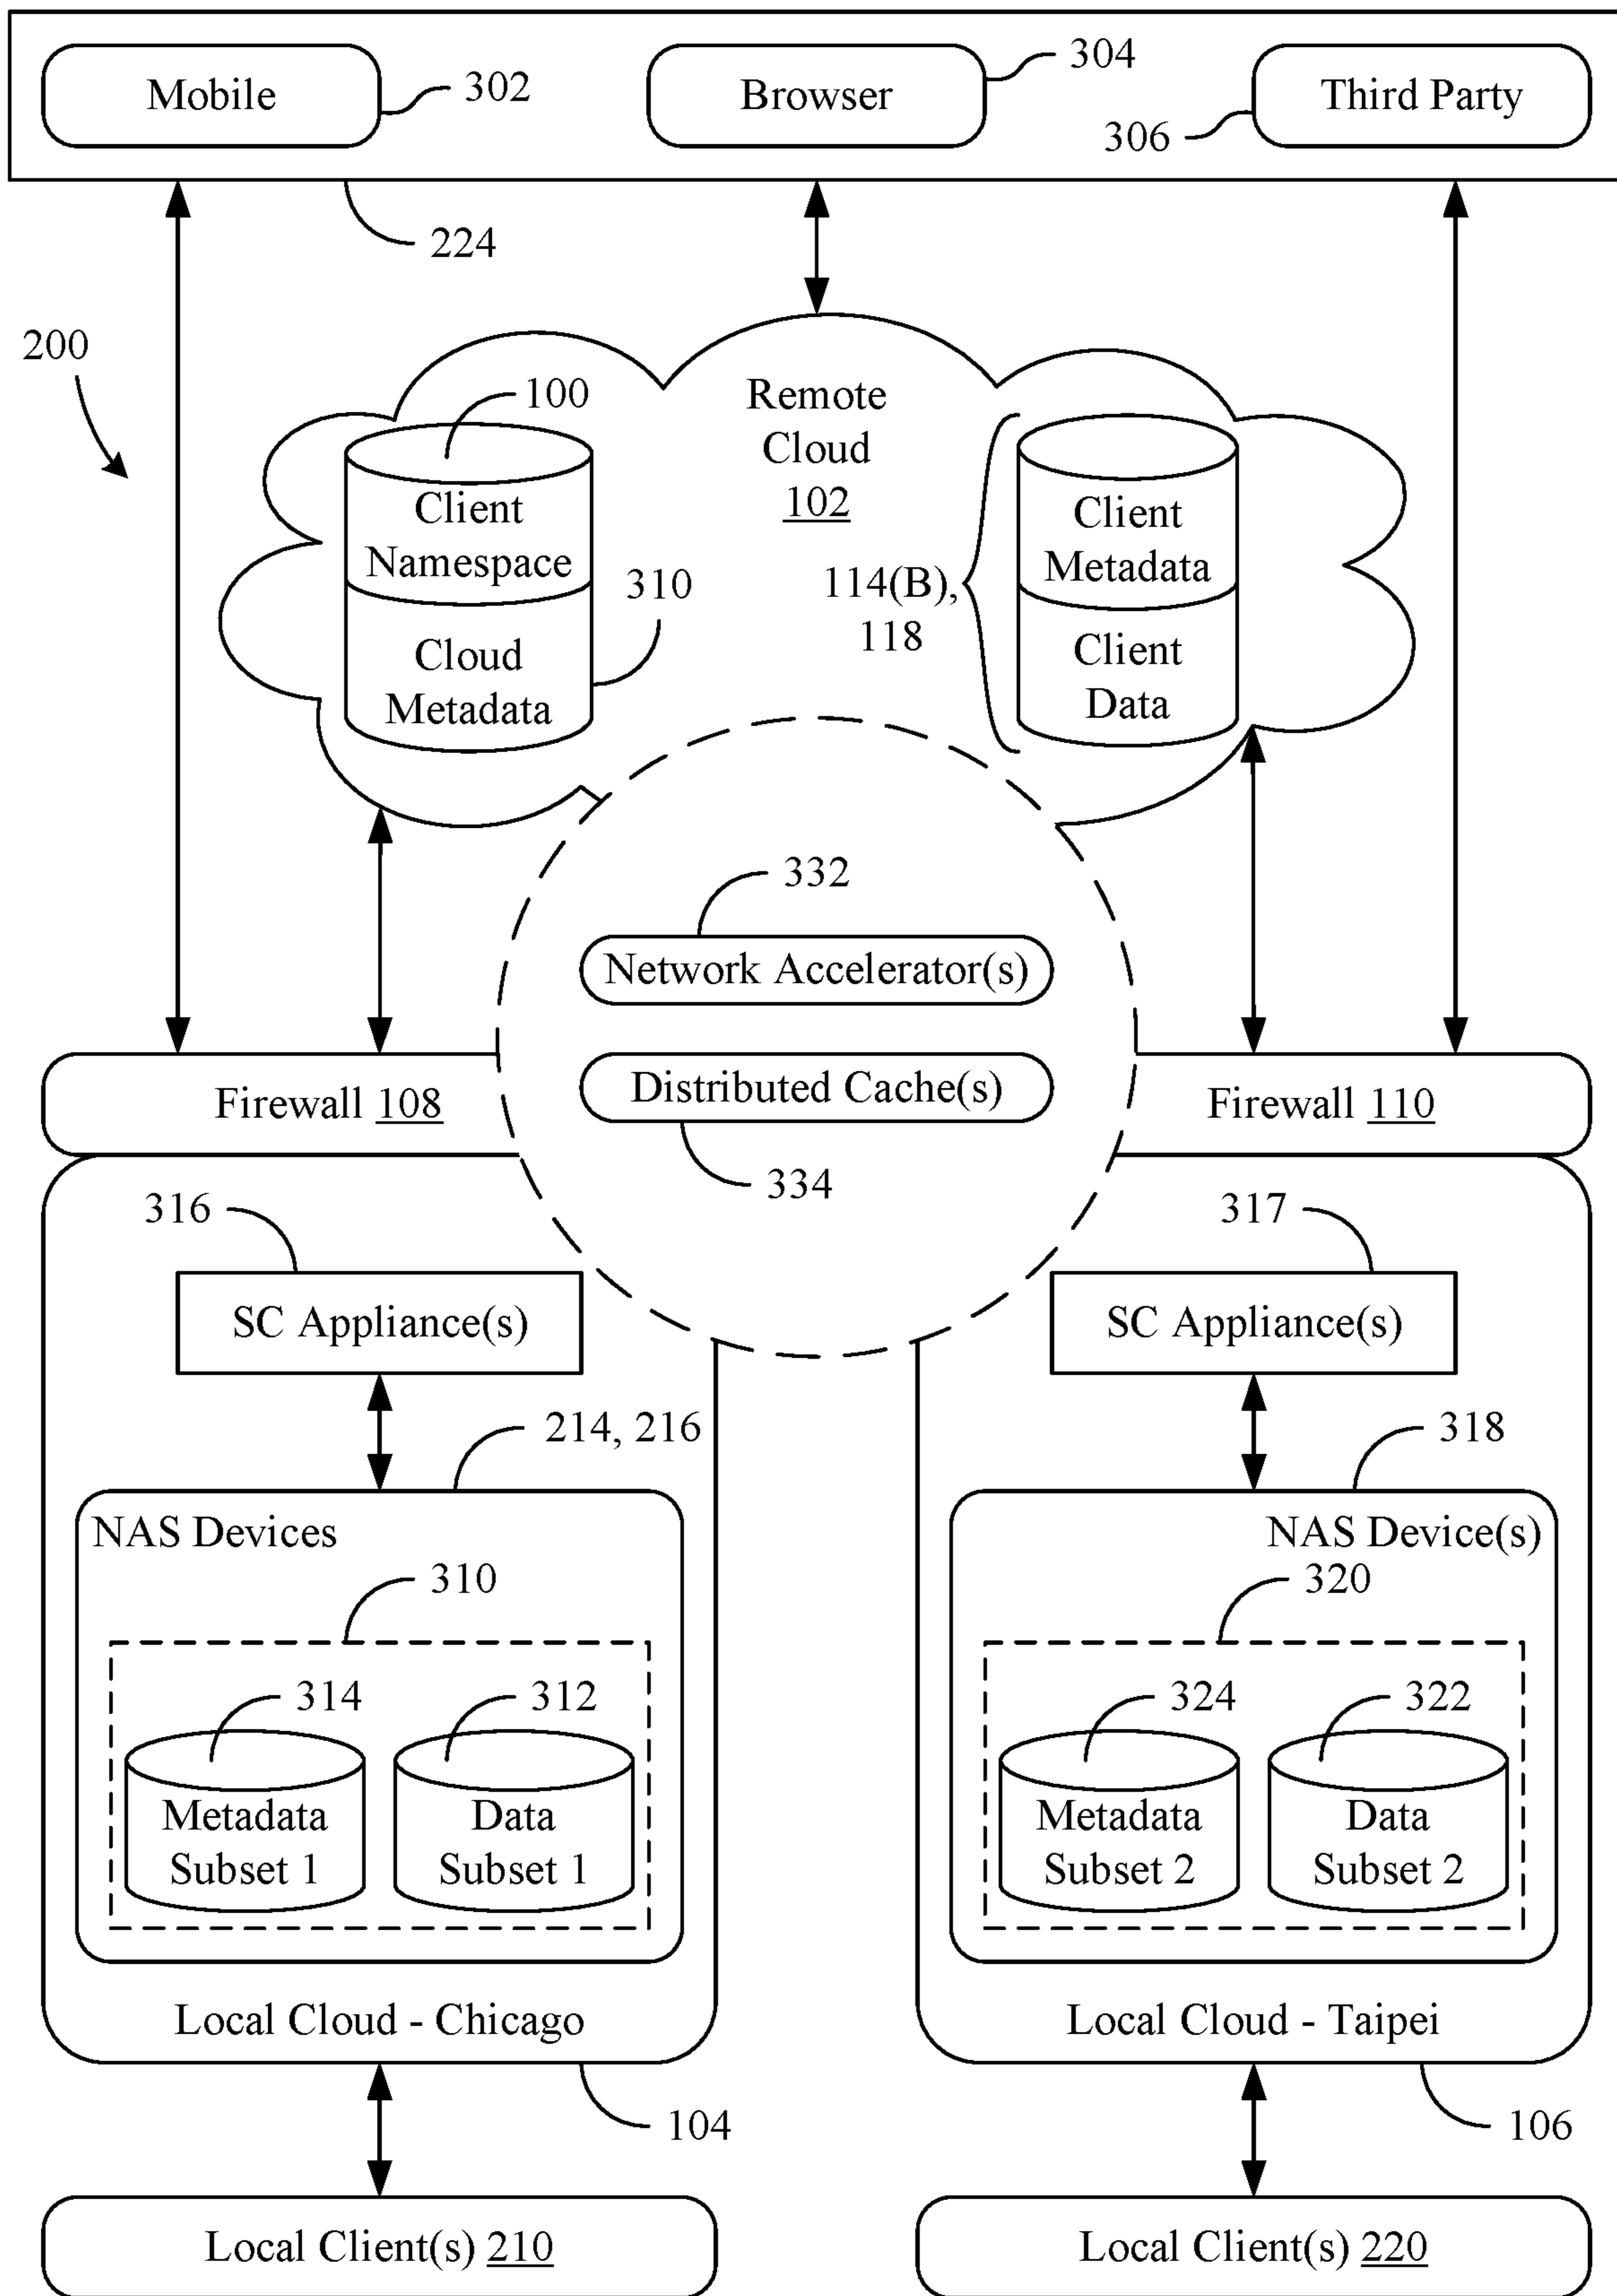 Mobile
302
Browser
304
Third Party
306
224
200
100
Remote
Cloud
102
Client
Namespace
310
Cloud
Metadata
114(B),
118
Client
Metadata
Client
Data
332
Network Accelerator(s)
Distributed Cache(s)
334
Firewall 108
Firewall 110
316
SC Appliance(s)
317
SC Appliance(s)
214, 216
318
NAS Devices
310
314
312
Metadata
Subset 1
Data
Subset 1
NAS Device(s)
320
324
322
Metadata
Subset 2
Data
Subset 2
Local Cloud - Chicago
Local Cloud - Taipei
104
106
Local Client(s) 210
Local Client(s) 220